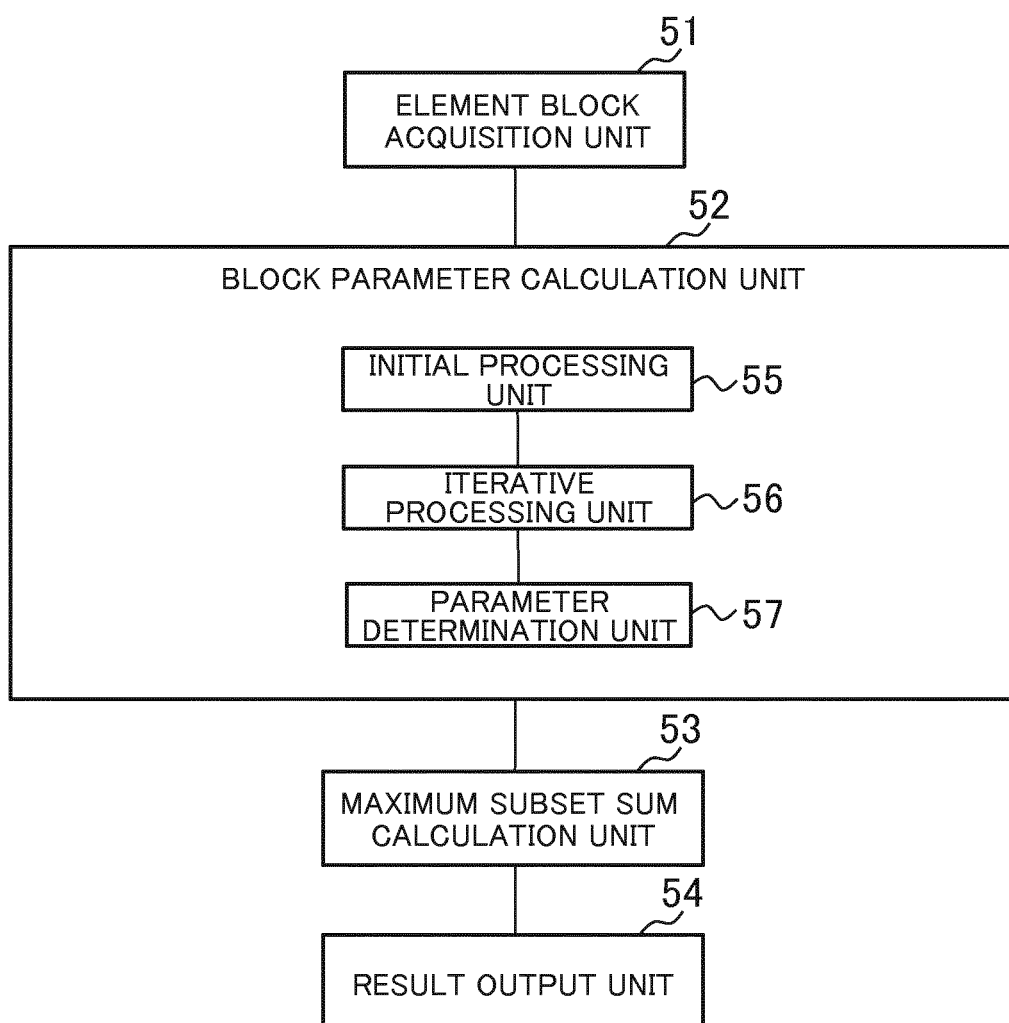 51
ELEMENT BLOCK
ACQUISITION UNIT
52
BLOCK PARAMETER CALCULATION UNIT
INITIAL PROCESSING
UNIT
55
ITERATIVE
PROCESSING UNIT
56
PARAMETER
DETERMINATION UNIT
57
53
MAXIMUM SUBSET SUM
CALCULATION UNIT
54
RESULT OUTPUT UNIT